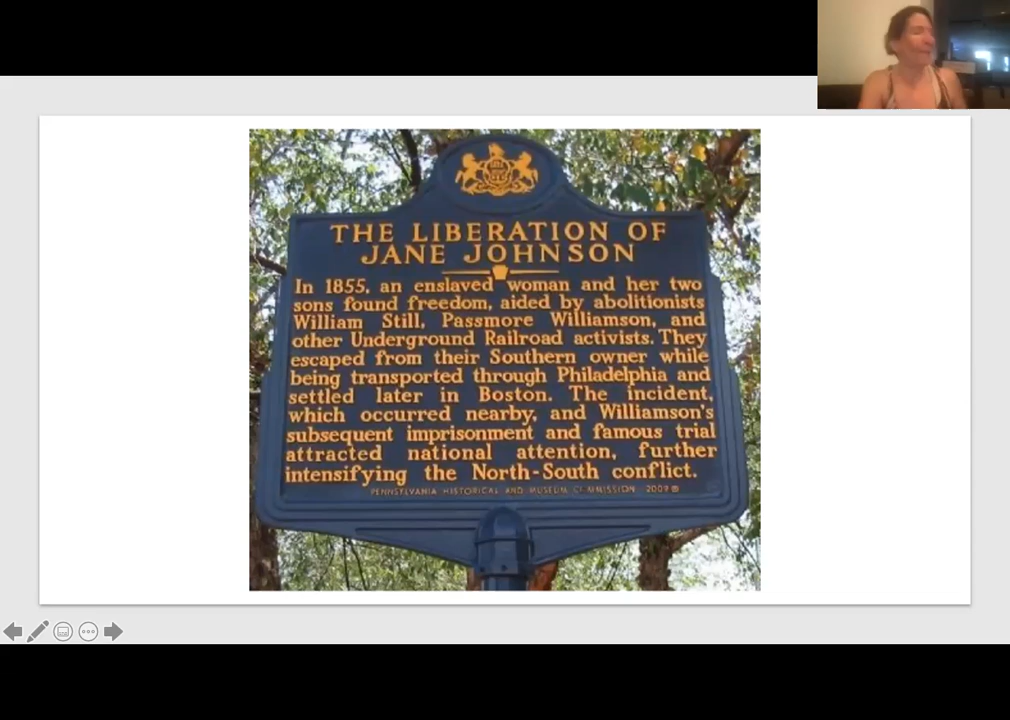 THE LIBERATION OF
JANE JOHNSON
In 1855, an enslaved woman and her two
sons found freedom, aided by abolitionists
William Still, Passmore Williamson, and
other Underground Railroad activists. They
escaped from their Southern owner while
being transported through Philadelphia and
settled later in Boston. The incident,
which occurred nearby, and Williamson's
subsequent imprisonment and famous trial
attracted national attention, further
intensifying the North-South conflict.
PENNSYLVANIA HISTORICAL AND MUSEUM COMMISSION 2009